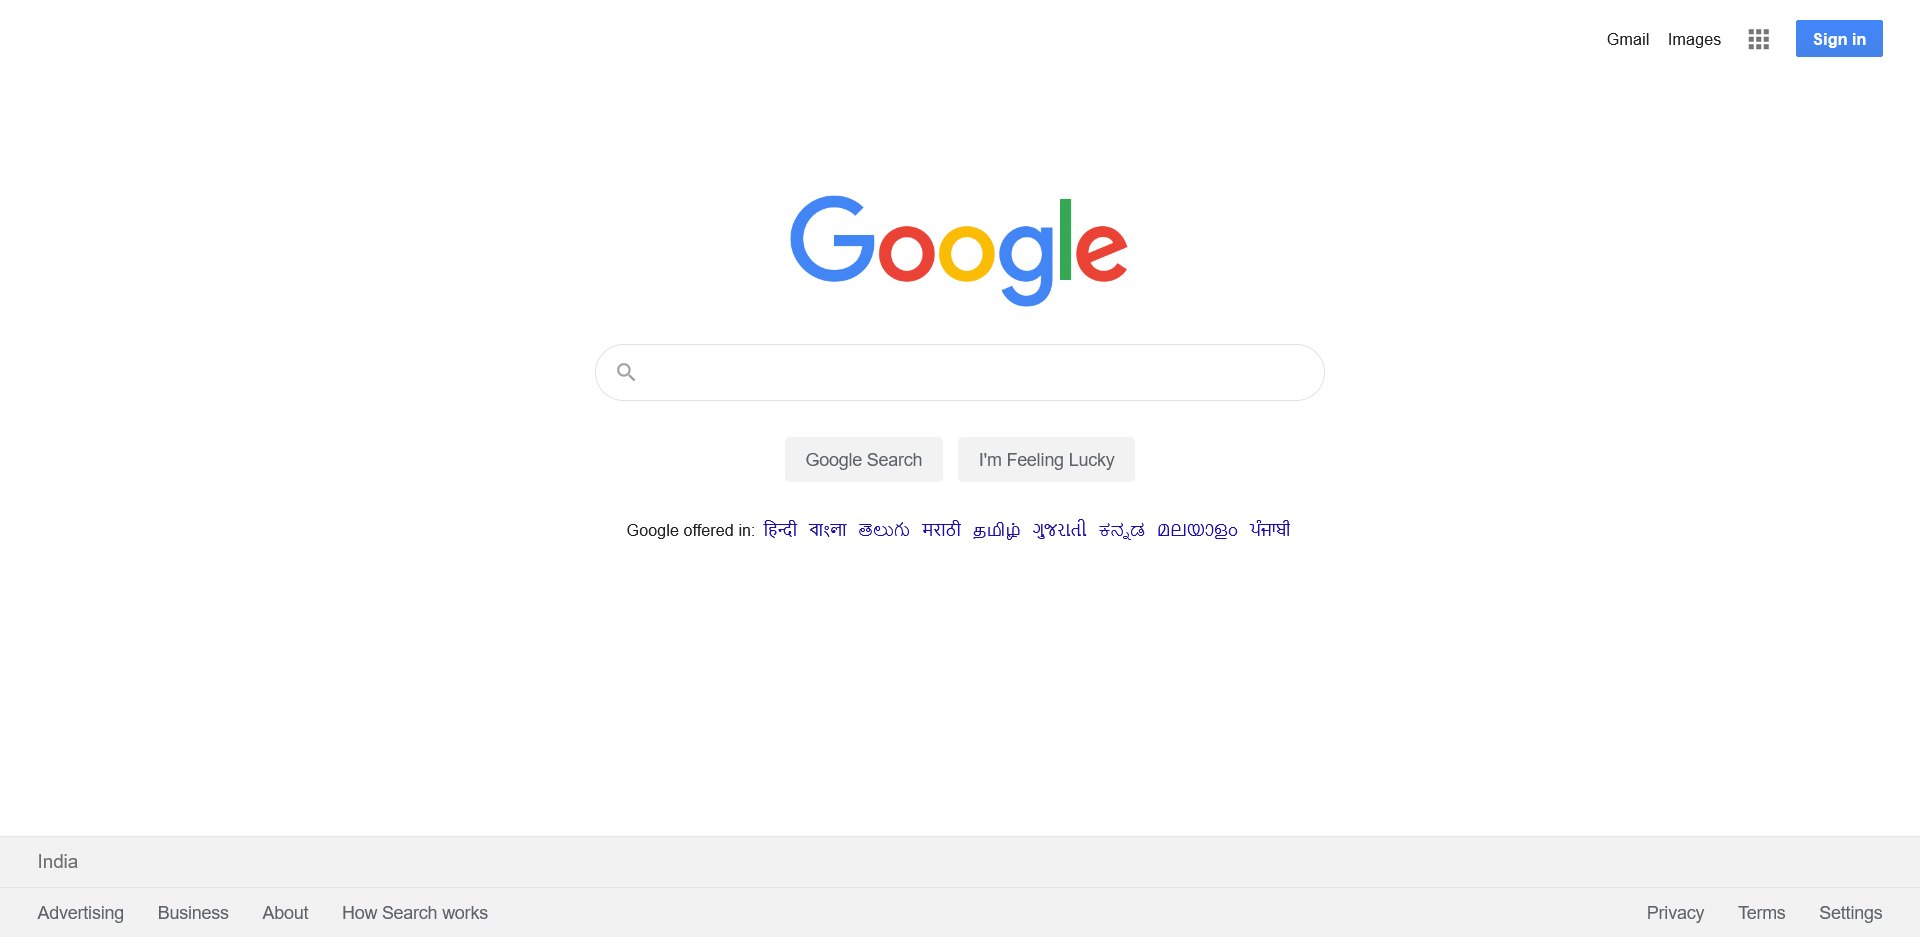 Gmail Images Sign in
Google
Google Search I'm Feeling Lucky
Google offered in: हिन्दी বাংলা తెలుగు मराठी தமிழ் ગુજરાતી ಕನ್ನಡ മലയാളം ਪੰਜਾਬੀ
India
Advertising Business About How Search works Privacy Terms Settings